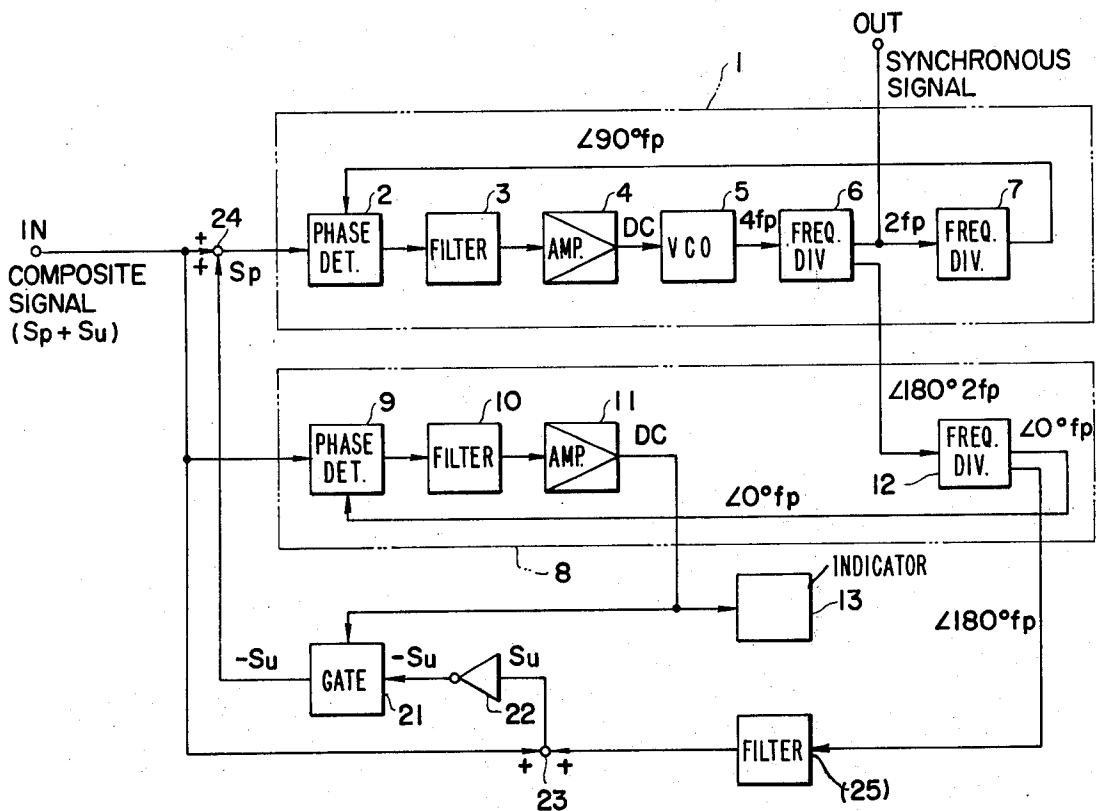 OUT
SYNCHRONOUS
SIGNAL
1
∠90°fp
2
3
4
5
6
7
IN
24
+
+
Sp
PHASE
DET.
FILTER
AMP.
DC
VCO
4fp
FREQ.
DIV
2fp
FREQ.
DIV.
COMPOSITE
SIGNAL
(Sp + Su)
∠180° 2fp
9
10
11
PHASE
DET.
FILTER
AMP.
DC
FREQ.
DIV.
∠0°fp
12
∠0°fp
8
INDICATOR
13
∠180°fp
-Su
GATE
21
-Su
Su
22
+ +
23
FILTER
(25)